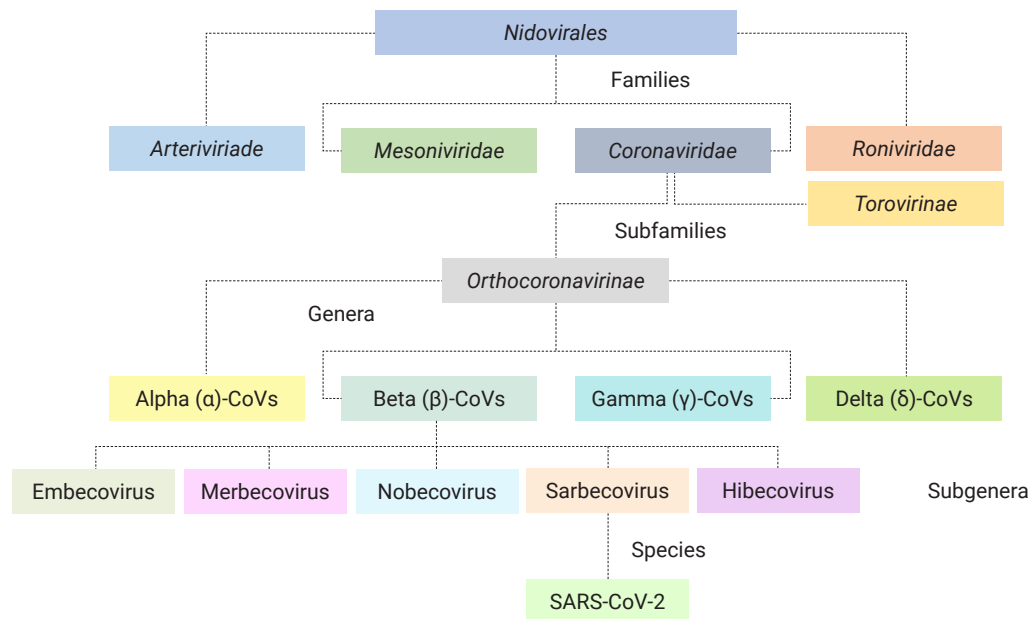 Nidovirales
Families
Arteriviriade
Mesoniviridae
Coronaviridae
Roniviridae
Torovirinae
Subfamilies
Orthocoronavirinae
Genera
Alpha (α)-CoVs
Beta (β)-CoVs
Gamma (γ)-CoVs
Delta (δ)-CoVs
Embecovirus
Merbecovirus
Nobecovirus
Sarbecovirus
Hibecovirus
Subgenera
Species
SARS-CoV-2